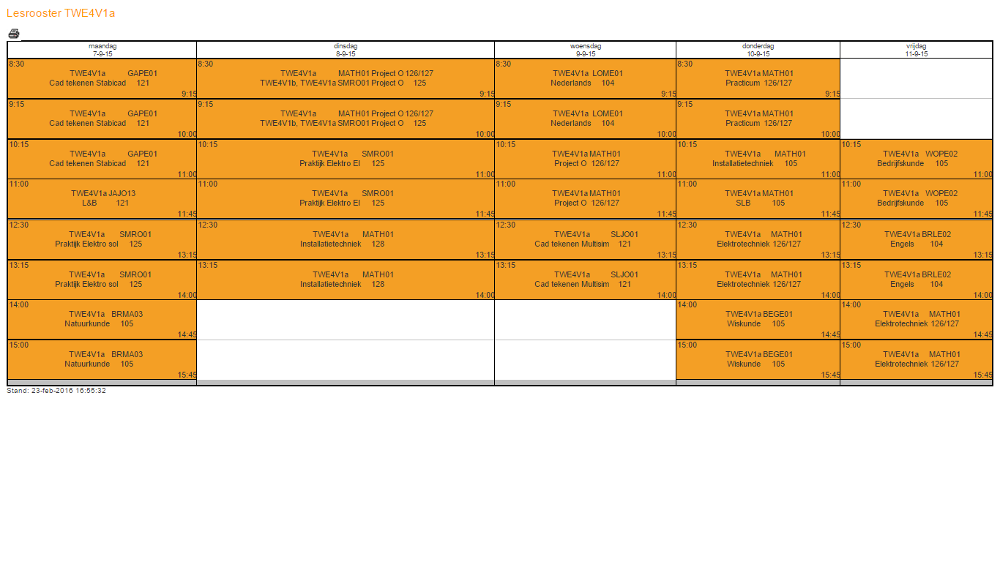 Lesrooster TWE4V1a
maandag dinsdag woensdag donderdag vrijdag
7-9-15 8-9-15 9-9-15 10-9-15 11-9-15
8:30 8:30 8:30 8:30
TWE4V1a GAPE01 TWE4V1a MATH01 Project O 126/127 TWE4V1a LOME01 TWE4V1a MATH01
Cad tekenen Stabicad 121 TWE4V1b, TWE4V1a SMRO01 Project O 125 Nederlands 104 Practicum 126/127
9:15 9:15 9:15 9:15
9:15 9:15 9:15 9:15
TWE4V1a GAPE01 TWE4V1a MATH01 Project O 126/127 TWE4V1a LOME01 TWE4V1a MATH01
Cad tekenen Stabicad 121 TWE4V1b, TWE4V1a SMRO01 Project O 125 Nederlands 104 Practicum 126/127
10:00 10:00 10:00 10:00
10:15 10:15 10:15 10:15 10:15
TWE4V1a GAPE01 TWE4V1a SMRO01 TWE4V1a MATH01 TWE4V1a MATH01 TWE4V1a WOPE02
Cad tekenen Stabicad 121 Praktijk Elektro El 125 Project O 126/127 Installatietechniek 105 Bedrijfskunde 105
11:00 11:00 11:00 11:00 11:00
11:00 11:00 11:00 11:00 11:00
TWE4V1a JAJO13 TWE4V1a SMRO01 TWE4V1a MATH01 TWE4V1a MATH01 TWE4V1a WOPE02
L&B 121 Praktijk Elektro El 125 Project O 126/127 SLB 105 Bedrijfskunde 105
11:45 11:45 11:45 11:45 11:45
12:30 12:30 12:30 12:30 12:30
TWE4V1a SMRO01 TWE4V1a MATH01 TWE4V1a SLJO01 TWE4V1a MATH01 TWE4V1a BRLE02
Praktijk Elektro sol 125 Installatietechniek 128 Cad tekenen Multisim 121 Elektrotechniek 126/127 Engels 104
13:15 13:15 13:15 13:15 13:15
13:15 13:15 13:15 13:15 13:15
TWE4V1a SMRO01 TWE4V1a MATH01 TWE4V1a SLJO01 TWE4V1a MATH01 TWE4V1a BRLE02
Praktijk Elektro sol 125 Installatietechniek 128 Cad tekenen Multisim 121 Elektrotechniek 126/127 Engels 104
14:00 14:00 14:00 14:00 14:00
14:00 14:00 14:00
TWE4V1a BRMA03 TWE4V1a BEGE01 TWE4V1a MATH01
Natuurkunde 105 Wiskunde 105 Elektrotechniek 126/127
14:45 14:45 14:45
15:00 15:00 15:00
TWE4V1a BRMA03 TWE4V1a BEGE01 TWE4V1a MATH01
Natuurkunde 105 Wiskunde 105 Elektrotechniek 126/127
15:45 15:45 15:45
Stand: 23-feb-2016 16:55:32